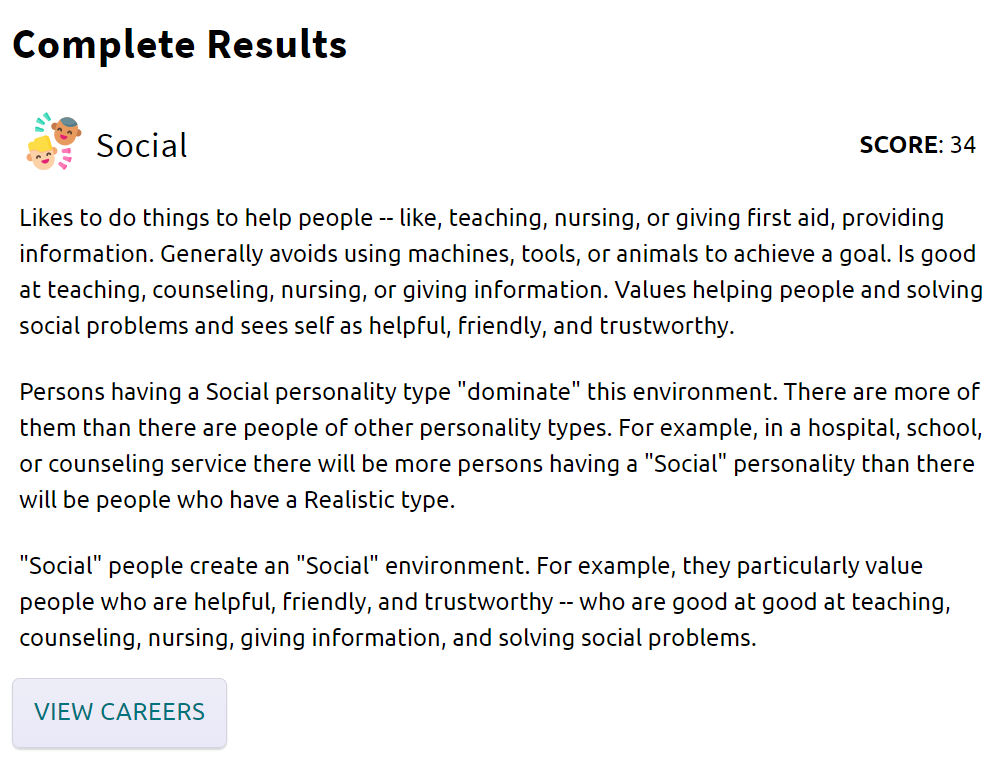 Complete Results
Social
SCORE: 34
Likes to do things to help people -- like, teaching, nursing, or giving first aid, providing
information. Generally avoids using machines, tools, or animals to achieve a goal. Is good
at teaching, counseling, nursing, or giving information. Values helping people and solving
social problems and sees self as helpful, friendly, and trustworthy.
Persons having a Social personality type "dominate" this environment. There are more of
them than there are people of other personality types. For example, in a hospital, school,
or counseling service there will be more persons having a "Social" personality than there
will be people who have a Realistic type.
"Social" people create an "Social" environment. For example, they particularly value
people who are helpful, friendly, and trustworthy -- who are good at good at teaching,
counseling, nursing, giving information, and solving social problems.
VIEW CAREERS